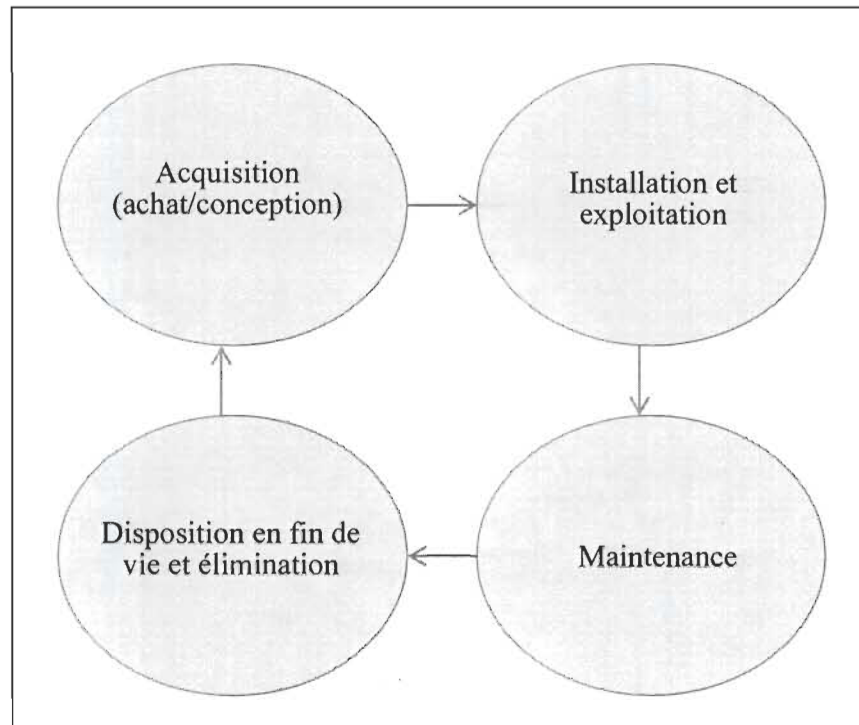 Acquisition
(achat/conception)
Installation et
exploitation
Disposition en fin de
vie et élimination
Maintenance